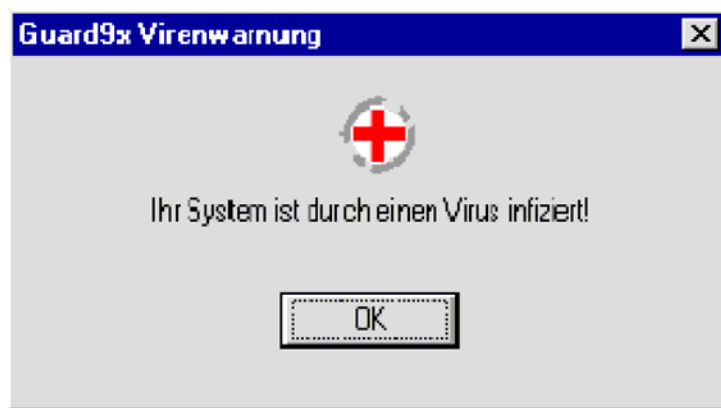 Guard9x Virenwarnung
Ihr System ist durch einen Virus infiziert!
OK